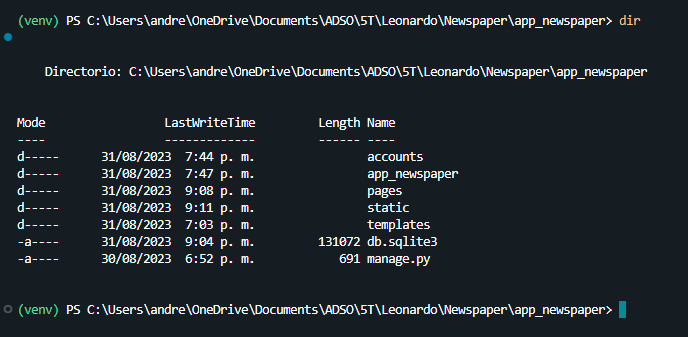 (venv) PS C:\Users\andre\OneDrive\Documents\ADSO\5T\Leonardo\Newspaper\app_newspaper> dir
Directorio: C:\Users\andre\OneDrive\Documents\ADSO\5T\Leonardo\Newspaper\app_newspaper
Mode LastWriteTime Length Name
---- ------------- ------ ----
d----- 31/08/2023 7:44 p. m. accounts
d----- 31/08/2023 7:47 p. m. app_newspaper
d----- 31/08/2023 9:08 p. m. pages
d----- 31/08/2023 9:11 p. m. static
d----- 31/08/2023 7:03 p. m. templates
-a---- 31/08/2023 9:04 p. m. 131072 db.sqlite3
-a---- 30/08/2023 6:52 p. m. 691 manage.py
(venv) PS C:\Users\andre\OneDrive\Documents\ADSO\5T\Leonardo\Newspaper\app_newspaper>